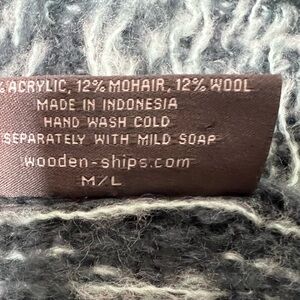 % ACRYLIC, 12% MOHAIR, 12% WOOL
MADE IN INDONESIA
HAND WASH COLD
SEPARATELY WITH MILD SOAP
wooden-ships.com
M/L